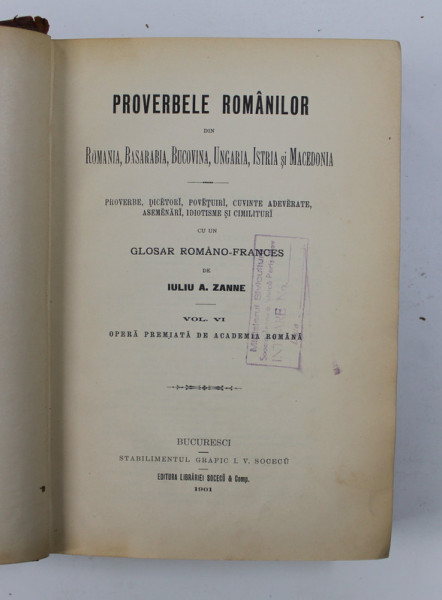 PROVERBELE ROMÂNILOR
DIN
ROMANIA, BASARABIA, BUCOVINA, UNGARIA, ISTRIA și MACEDONIA
PROVERBE, ḐICĔTORĬ, POVĔȚUIRĬ, CUVINTE ADEVĔRATE,
ASEMĔNĂRĬ, IDIOTISME ȘI CIMILITURĬ
CU UN
GLOSAR ROMÂNO-FRANCES
DE
IULIU A. ZANNE
VOL. VI
OPERĂ PREMIATĂ DE ACADEMIA ROMÂNĂ
BUCURESCI
STABILIMENTUL GRAFIC I. V. SOCECŬ
EDITURA LIBRĂRIEI SOCECŬ & Comp.
1901